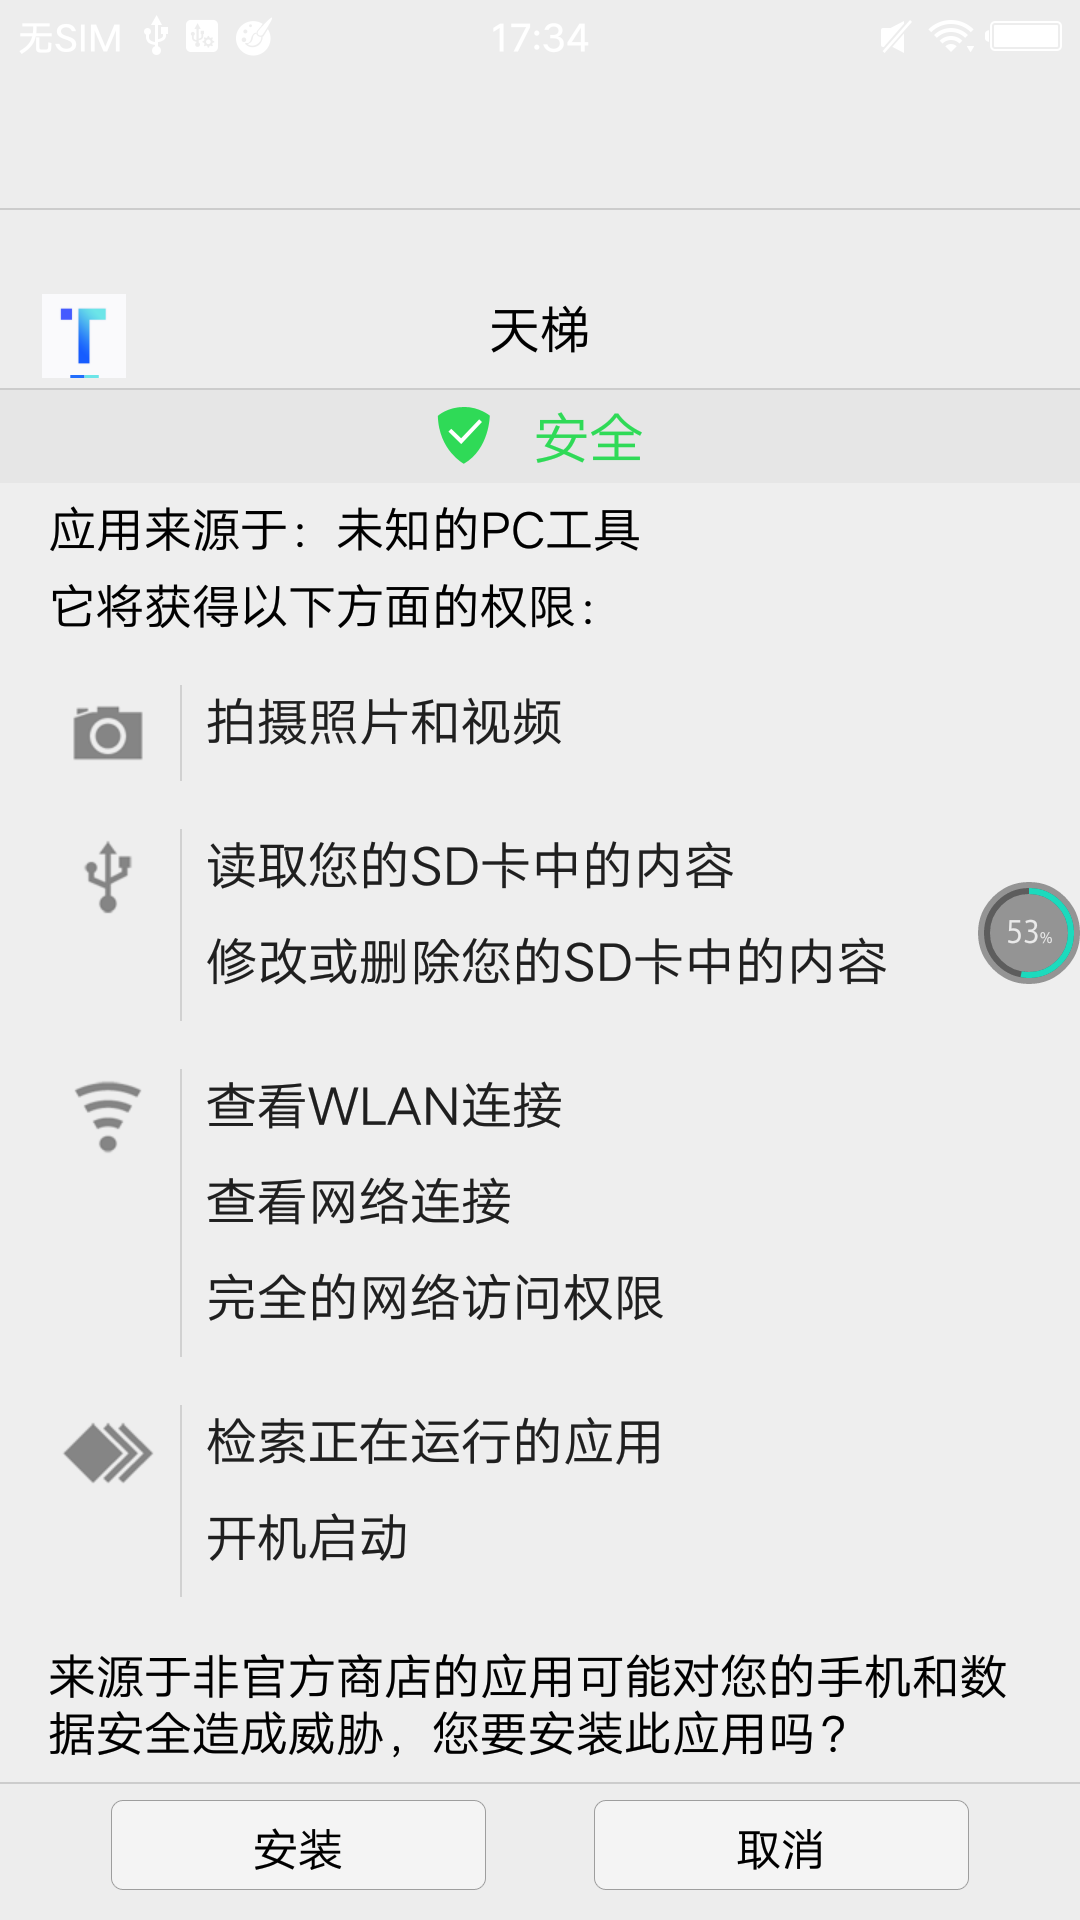 无SIM 17:34
天梯
安全
应用来源于：未知的PC工具
它将获得以下方面的权限：
拍摄照片和视频
读取您的SD卡中的内容
53%
修改或删除您的SD卡中的内容
查看WLAN连接
查看网络连接
完全的网络访问权限
检索正在运行的应用
开机启动
来源于非官方商店的应用可能对您的手机和数
据安全造成威胁，您要安装此应用吗？
安装 取消